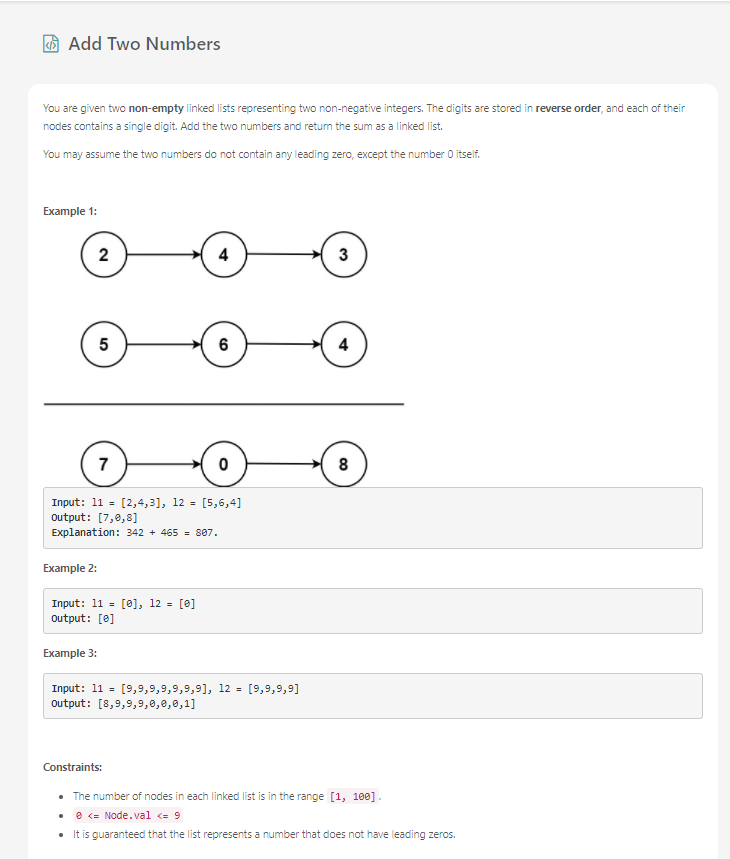 Add Two Numbers
You are given two non-empty linked lists representing two non-negative integers. The digits are stored in reverse order, and each of their
nodes contains a single digit. Add the two numbers and return the sum as a linked list.
You may assume the two numbers do not contain any leading zero, except the number 0 itself.
Example 1:
2 4 3
5 6 4
7 0 8
Input: l1 = [2,4,3], l2 = [5,6,4]
Output: [7,0,8]
Explanation: 342 + 465 = 807.
Example 2:
Input: l1 = [0], l2 = [0]
Output: [0]
Example 3:
Input: l1 = [9,9,9,9,9,9,9], l2 = [9,9,9,9]
Output: [8,9,9,9,0,0,0,1]
Constraints:
• The number of nodes in each linked list is in the range [1, 100].
• 0 <= Node.val <= 9
• It is guaranteed that the list represents a number that does not have leading zeros.